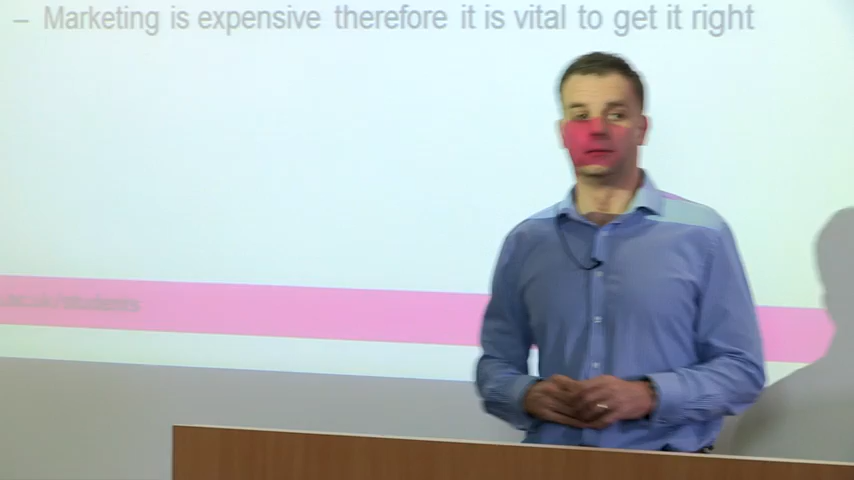 – Marketing is expensive therefore it is vital to get it right